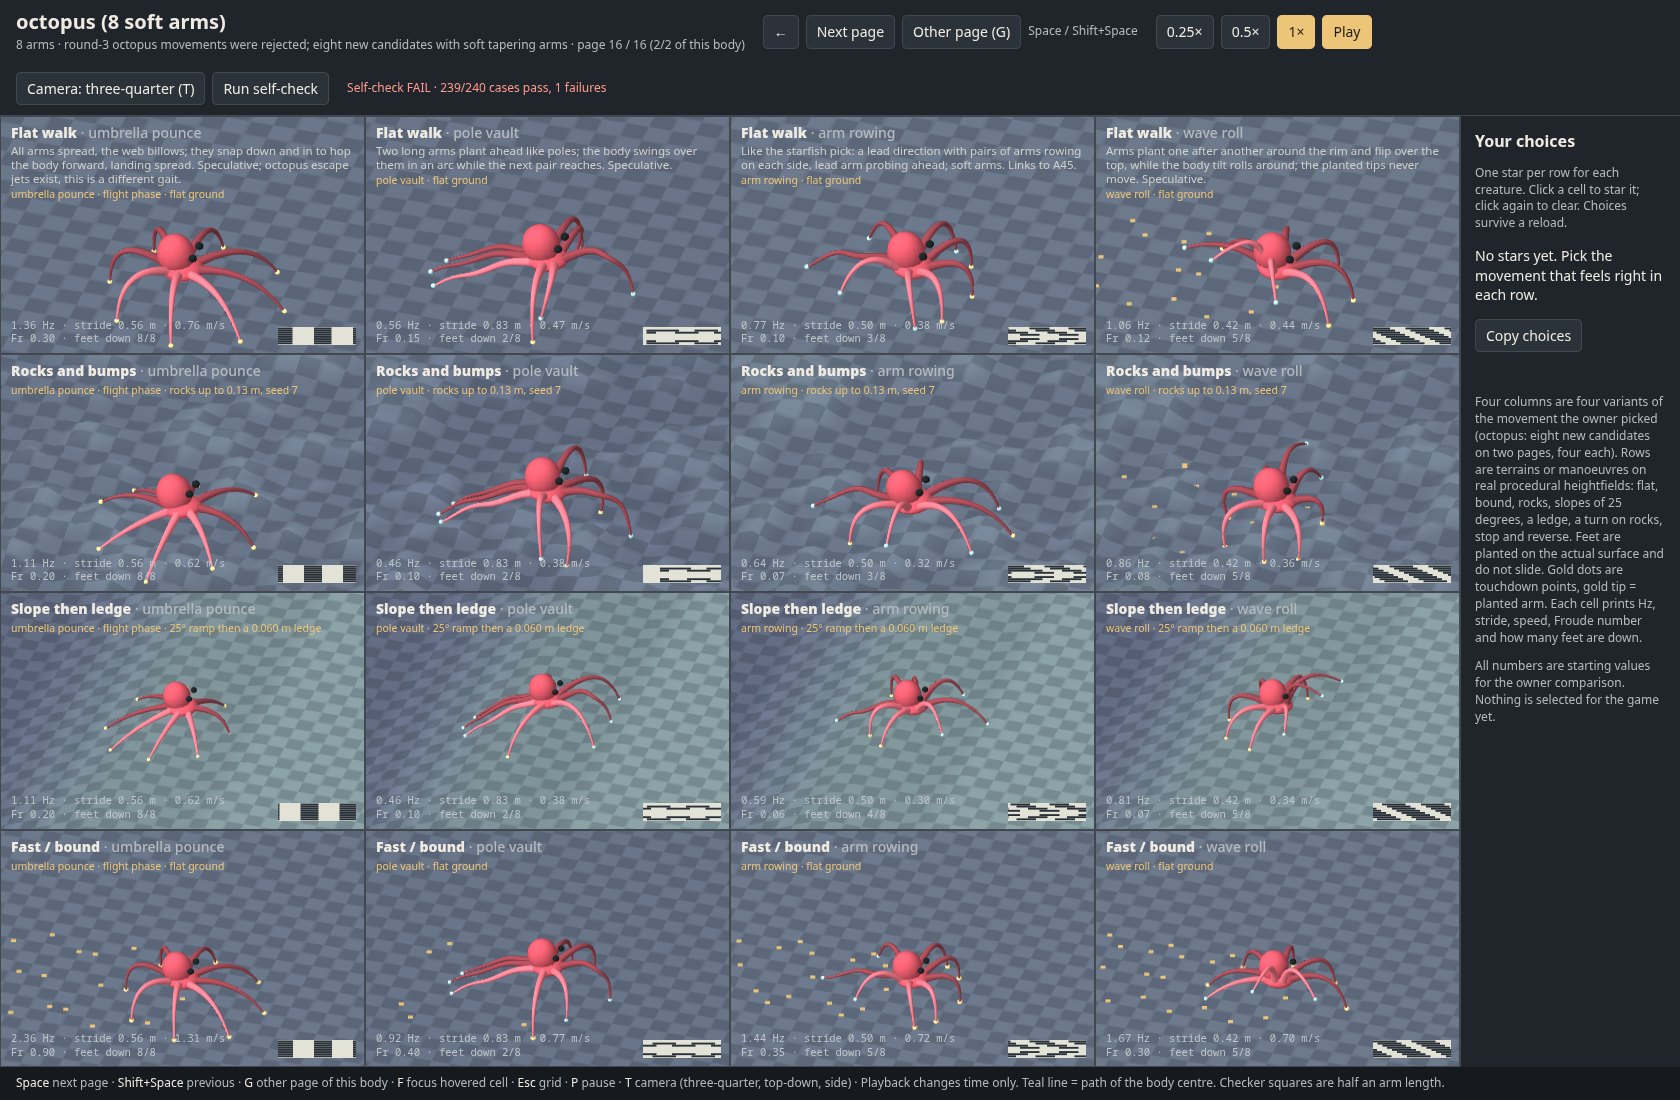 octopus (8 soft arms)
8 arms · round-3 octopus movements were rejected; eight new candidates with soft tapering arms · page 16 / 16 (2/2 of this body)
←
Next page
Other page (G)
Space / Shift+Space
0.25×
0.5×
1×
Play
Camera: three-quarter (T)
Run self-check
Self-check FAIL · 239/240 cases pass, 1 failures
Flat walk · umbrella pounce
All arms spread, the web billows; they snap down and in to hop
the body forward, landing spread. Speculative; octopus escape
jets exist, this is a different gait.
umbrella pounce · flight phase · flat ground
1.36 Hz · stride 0.56 m · 0.76 m/s
Fr 0.30 · feet down 8/8
Flat walk · pole vault
Two long arms plant ahead like poles; the body swings over
them in an arc while the next pair reaches. Speculative.
pole vault · flat ground
0.56 Hz · stride 0.83 m · 0.47 m/s
Fr 0.15 · feet down 2/8
Flat walk · arm rowing
Like the starfish pick: a lead direction with pairs of arms rowing
on each side, lead arm probing ahead; soft arms. Links to A45.
arm rowing · flat ground
0.77 Hz · stride 0.50 m · 0.38 m/s
Fr 0.10 · feet down 3/8
Flat walk · wave roll
Arms plant one after another around the rim and flip over the
top, while the body tilt rolls around; the planted tips never
move. Speculative.
wave roll · flat ground
1.06 Hz · stride 0.42 m · 0.44 m/s
Fr 0.12 · feet down 5/8
Rocks and bumps · umbrella pounce
umbrella pounce · flight phase · rocks up to 0.13 m, seed 7
1.11 Hz · stride 0.56 m · 0.62 m/s
Fr 0.20 · feet down 8/8
Rocks and bumps · pole vault
pole vault · rocks up to 0.13 m, seed 7
0.46 Hz · stride 0.83 m · 0.38 m/s
Fr 0.10 · feet down 2/8
Rocks and bumps · arm rowing
arm rowing · rocks up to 0.13 m, seed 7
0.64 Hz · stride 0.50 m · 0.32 m/s
Fr 0.07 · feet down 3/8
Rocks and bumps · wave roll
wave roll · rocks up to 0.13 m, seed 7
0.86 Hz · stride 0.42 m · 0.36 m/s
Fr 0.08 · feet down 5/8
Slope then ledge · umbrella pounce
umbrella pounce · flight phase · 25° ramp then a 0.060 m ledge
1.11 Hz · stride 0.56 m · 0.62 m/s
Fr 0.20 · feet down 8/8
Slope then ledge · pole vault
pole vault · 25° ramp then a 0.060 m ledge
0.46 Hz · stride 0.83 m · 0.38 m/s
Fr 0.10 · feet down 2/8
Slope then ledge · arm rowing
arm rowing · 25° ramp then a 0.060 m ledge
0.59 Hz · stride 0.50 m · 0.30 m/s
Fr 0.06 · feet down 4/8
Slope then ledge · wave roll
wave roll · 25° ramp then a 0.060 m ledge
0.81 Hz · stride 0.42 m · 0.34 m/s
Fr 0.07 · feet down 5/8
Fast / bound · umbrella pounce
umbrella pounce · flight phase · flat ground
2.36 Hz · stride 0.56 m · 1.31 m/s
Fr 0.90 · feet down 8/8
Fast / bound · pole vault
pole vault · flat ground
0.92 Hz · stride 0.83 m · 0.77 m/s
Fr 0.40 · feet down 2/8
Fast / bound · arm rowing
arm rowing · flat ground
1.44 Hz · stride 0.50 m · 0.72 m/s
Fr 0.35 · feet down 5/8
Fast / bound · wave roll
wave roll · flat ground
1.67 Hz · stride 0.42 m · 0.70 m/s
Fr 0.30 · feet down 5/8
Your choices
One star per row for each
creature. Click a cell to star it;
click again to clear. Choices
survive a reload.
No stars yet. Pick the
movement that feels right in
each row.
Copy choices
Four columns are four variants of
the movement the owner picked
(octopus: eight new candidates
on two pages, four each). Rows
are terrains or manoeuvres on
real procedural heightfields: flat,
bound, rocks, slopes of 25
degrees, a ledge, a turn on rocks,
stop and reverse. Feet are
planted on the actual surface and
do not slide. Gold dots are
touchdown points, gold tip =
planted arm. Each cell prints Hz,
stride, speed, Froude number
and how many feet are down.
All numbers are starting values
for the owner comparison.
Nothing is selected for the game
yet.
Space next page · Shift+Space previous · G other page of this body · F focus hovered cell · Esc grid · P pause · T camera (three-quarter, top-down, side) · Playback changes time only. Teal line = path of the body centre. Checker squares are half an arm length.